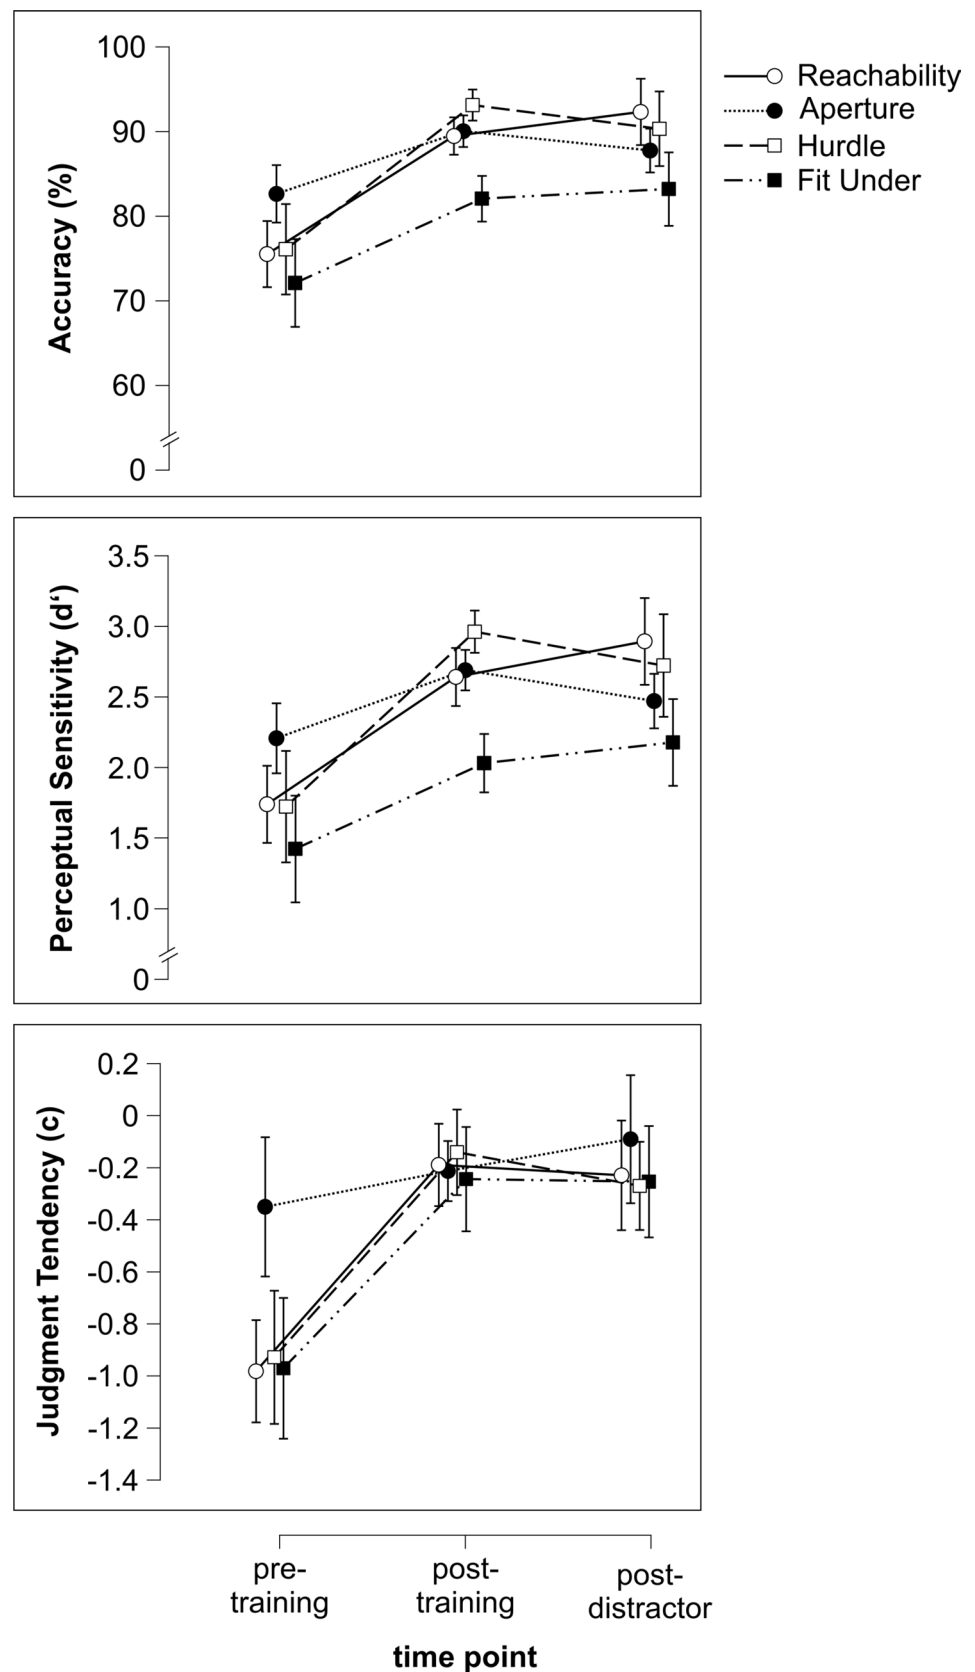 Accuracy (%)
100
90
80
70
60
0
Reachability
Aperture
Hurdle
Fit Under
Perceptual Sensitivity (d‘)
3.5
3.0
2.5
2.0
1.5
1.0
0
Judgment Tendency (c)
0.2
0
-0.2
-0.4
-0.6
-0.8
-1.0
-1.2
-1.4
pre-
training
post-
training
post-
distractor
time point